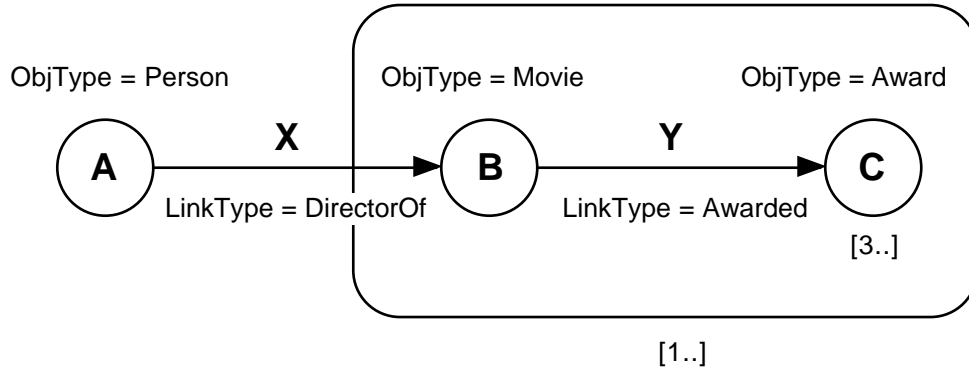 ObjType = Person
ObjType = Movie
ObjType = Award
X
Y
A
B
C
LinkType = DirectorOf
LinkType = Awarded
[3..]
[1..]